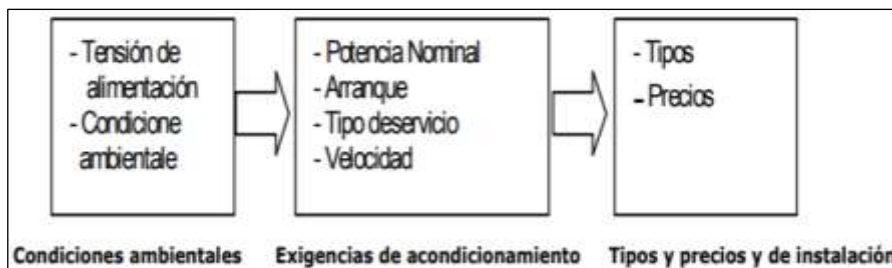 - Tensión de
alimentación
- Condicione
ambientale
- Potencia Nominal
- Arranque
- Tipo deservicio
- Velocidad
- Tipos
- Precios
Condiciones ambientales
Exigencias de acondicionamiento
Tipos y precios y de instalación